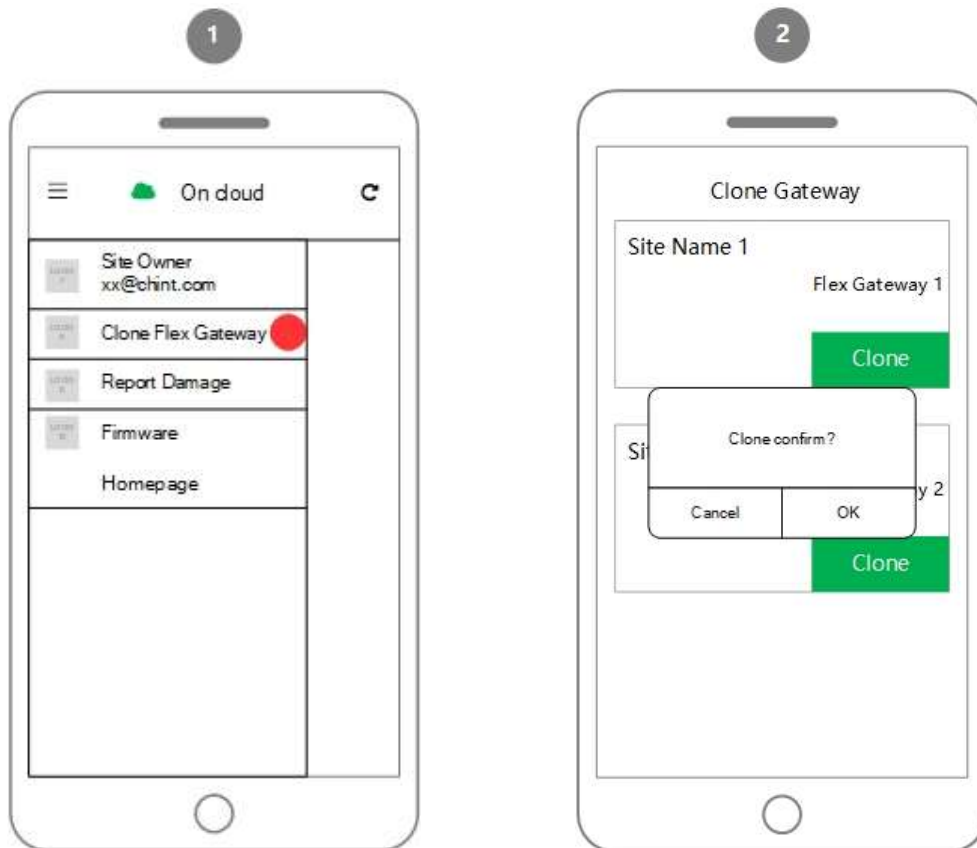 1
On cloud
Site Owner
xx@chint.com
Clone Flex Gateway
Report Damage
Firmware
Homepage
2
Clone Gateway
Site Name 1
Flex Gateway 1
Clone
Clone confirm?
Cancel
OK
Si
y 2
Clone